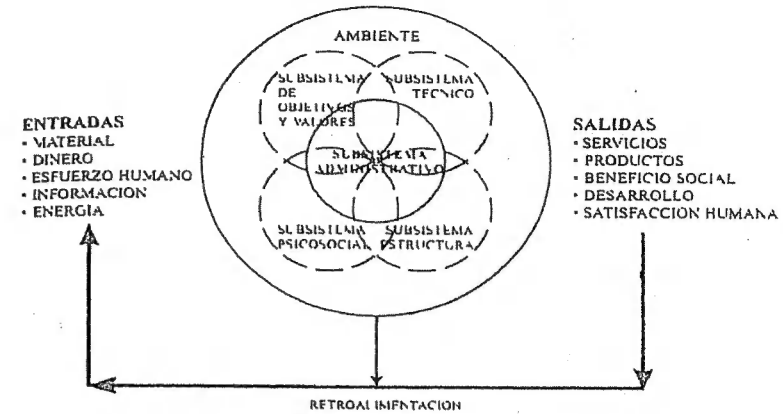 AMBIENTE
SUBSISTEMA
DE
OBJETIVOS
Y VALORES
SUBSISTEMA
TECNICO
SUBSISTEMA
ADMINISTRATIVO
SUBSISTEMA
PSICOSOCIAL
SUBSISTEMA
ESTRUCTURA
ENTRADAS
• MATERIAL
• DINERO
• ESFUERZO HUMANO
• INFORMACION
• ENERGIA
SALIDAS
• SERVICIOS
• PRODUCTOS
• BENEFICIO SOCIAL
• DESARROLLO
• SATISFACCION HUMANA
RETROALIMENTACION